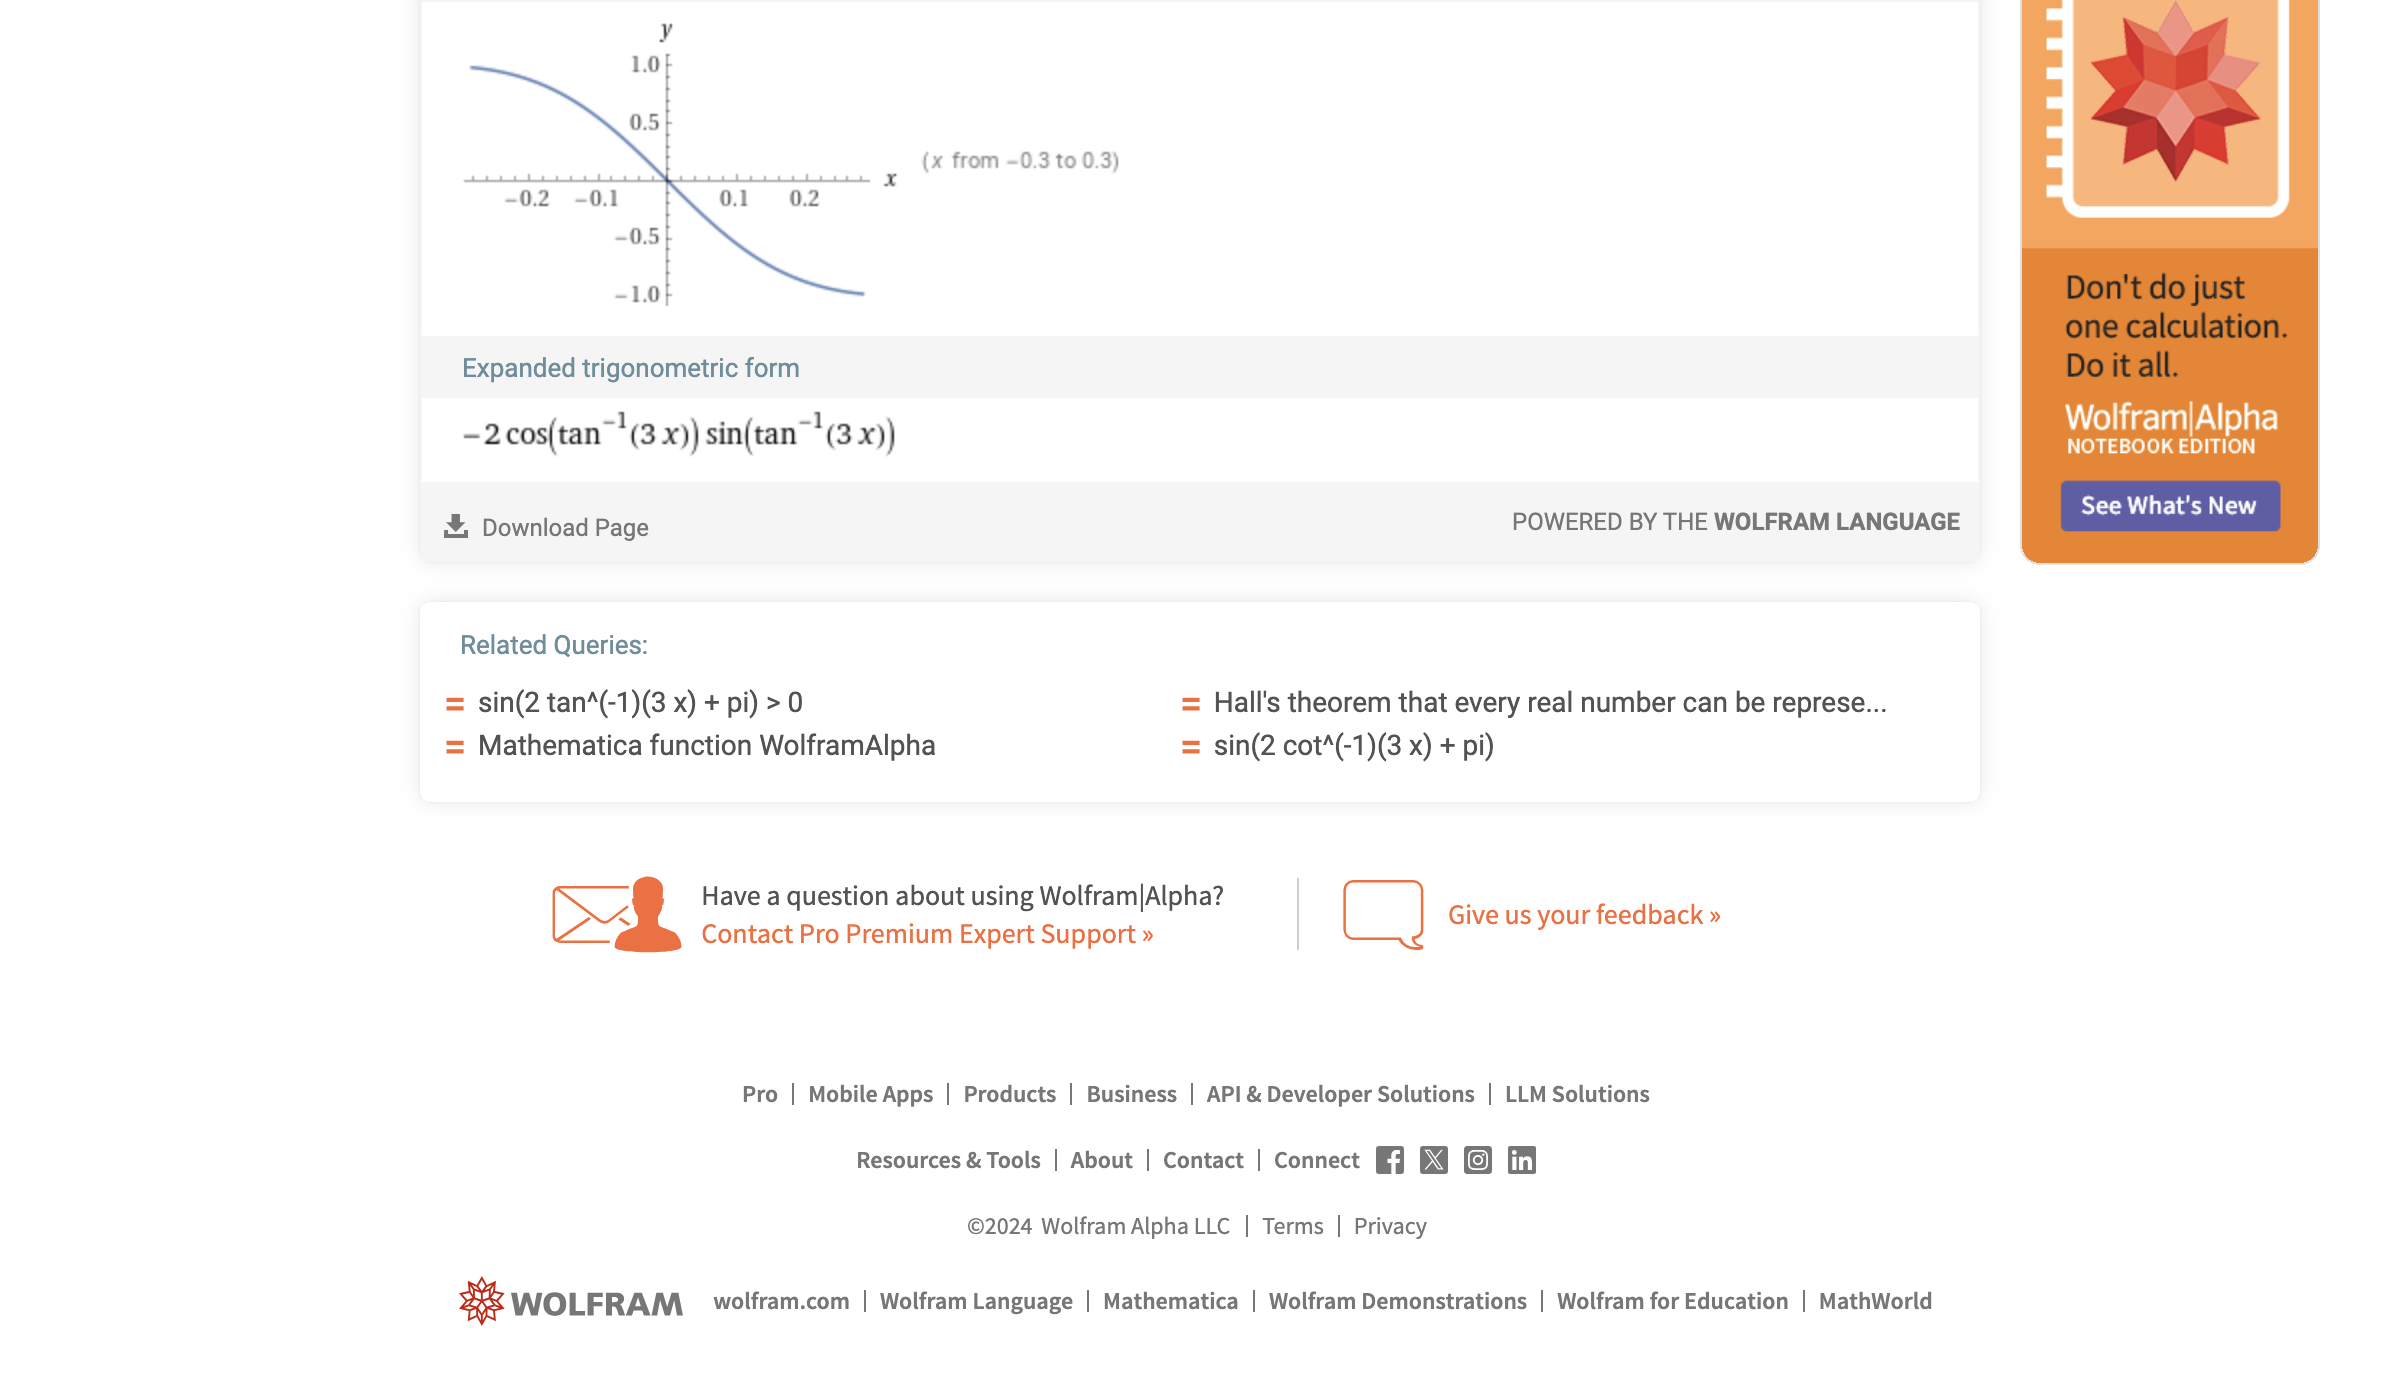 y
1.0
0.5
(x from −0.3 to 0.3)
x
−0.2 −0.1 0.1 0.2
−0.5
−1.0
Expanded trigonometric form
−2 cos(tan⁻¹(3 x)) sin(tan⁻¹(3 x))
Download Page
POWERED BY THE WOLFRAM LANGUAGE
Don't do just
one calculation.
Do it all.
Wolfram|Alpha
NOTEBOOK EDITION
See What's New
Related Queries:
= sin(2 tan^(-1)(3 x) + pi) > 0
= Hall's theorem that every real number can be represe...
= Mathematica function WolframAlpha
= sin(2 cot^(-1)(3 x) + pi)
Have a question about using Wolfram|Alpha?
Contact Pro Premium Expert Support »
Give us your feedback »
Pro | Mobile Apps | Products | Business | API & Developer Solutions | LLM Solutions
Resources & Tools | About | Contact | Connect
©2024 Wolfram Alpha LLC | Terms | Privacy
WOLFRAM
wolfram.com | Wolfram Language | Mathematica | Wolfram Demonstrations | Wolfram for Education | MathWorld